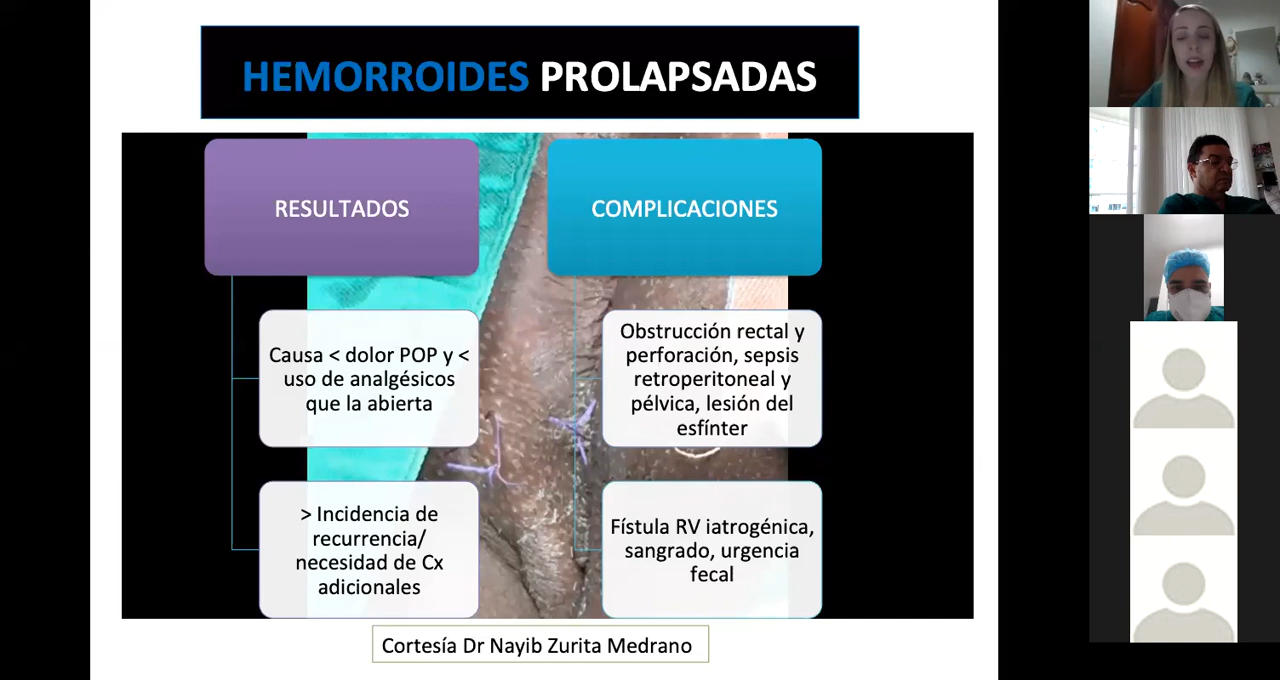 HEMORROIDES PROLAPSADAS
RESULTADOS
Causa < dolor POP y <
uso de analgésicos
que la abierta
> Incidencia de
recurrencia/
necesidad de Cx
adicionales
COMPLICACIONES
Obstrucción rectal y
perforación, sepsis
retroperitoneal y
pélvica, lesión del
esfínter
Fístula RV iatrogénica,
sangrado, urgencia
fecal
Cortesía Dr Nayib Zurita Medrano